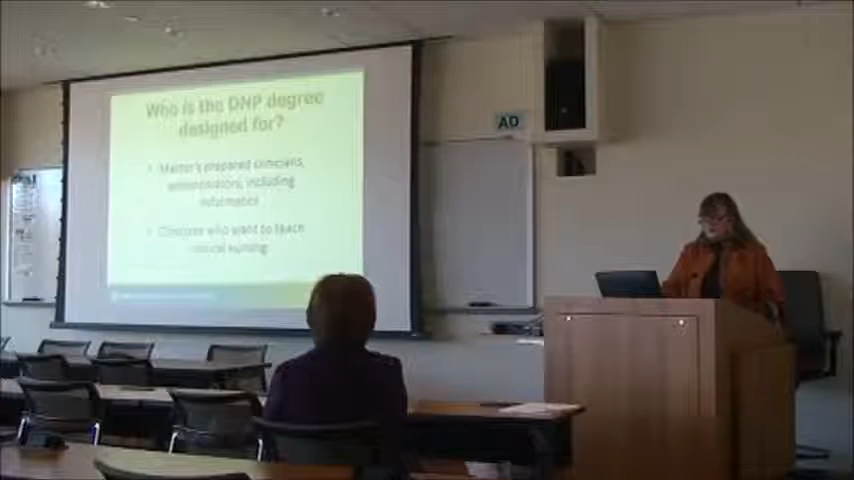 Who is the DNP degree
designed for?
• Master's prepared clinicians,
administrators, including
informatics
• Clinicians who want to teach
clinical nursing
AD